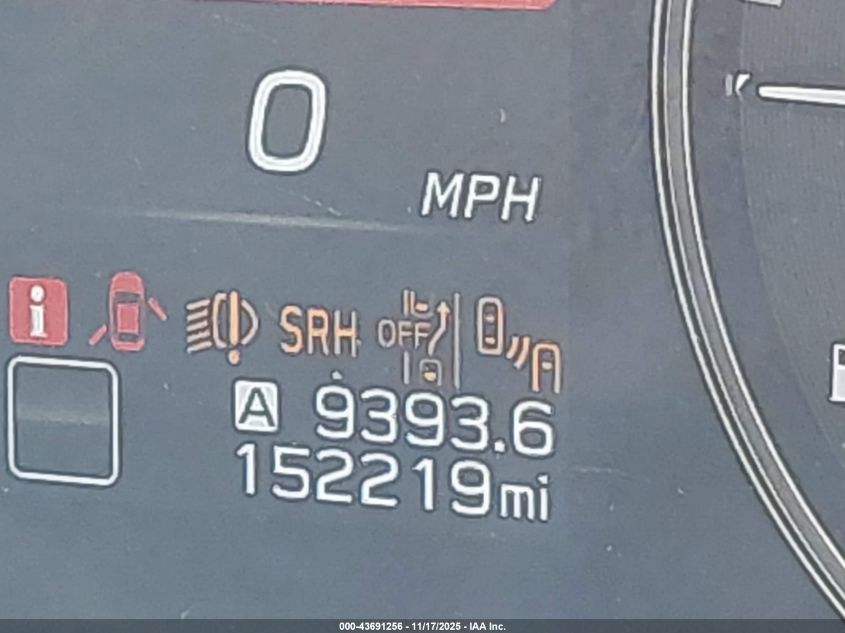 0
MPH
i
SRH
OFF
A 9393.6
152219mi
000-43691256 - 11/17/2025 - IAA Inc.